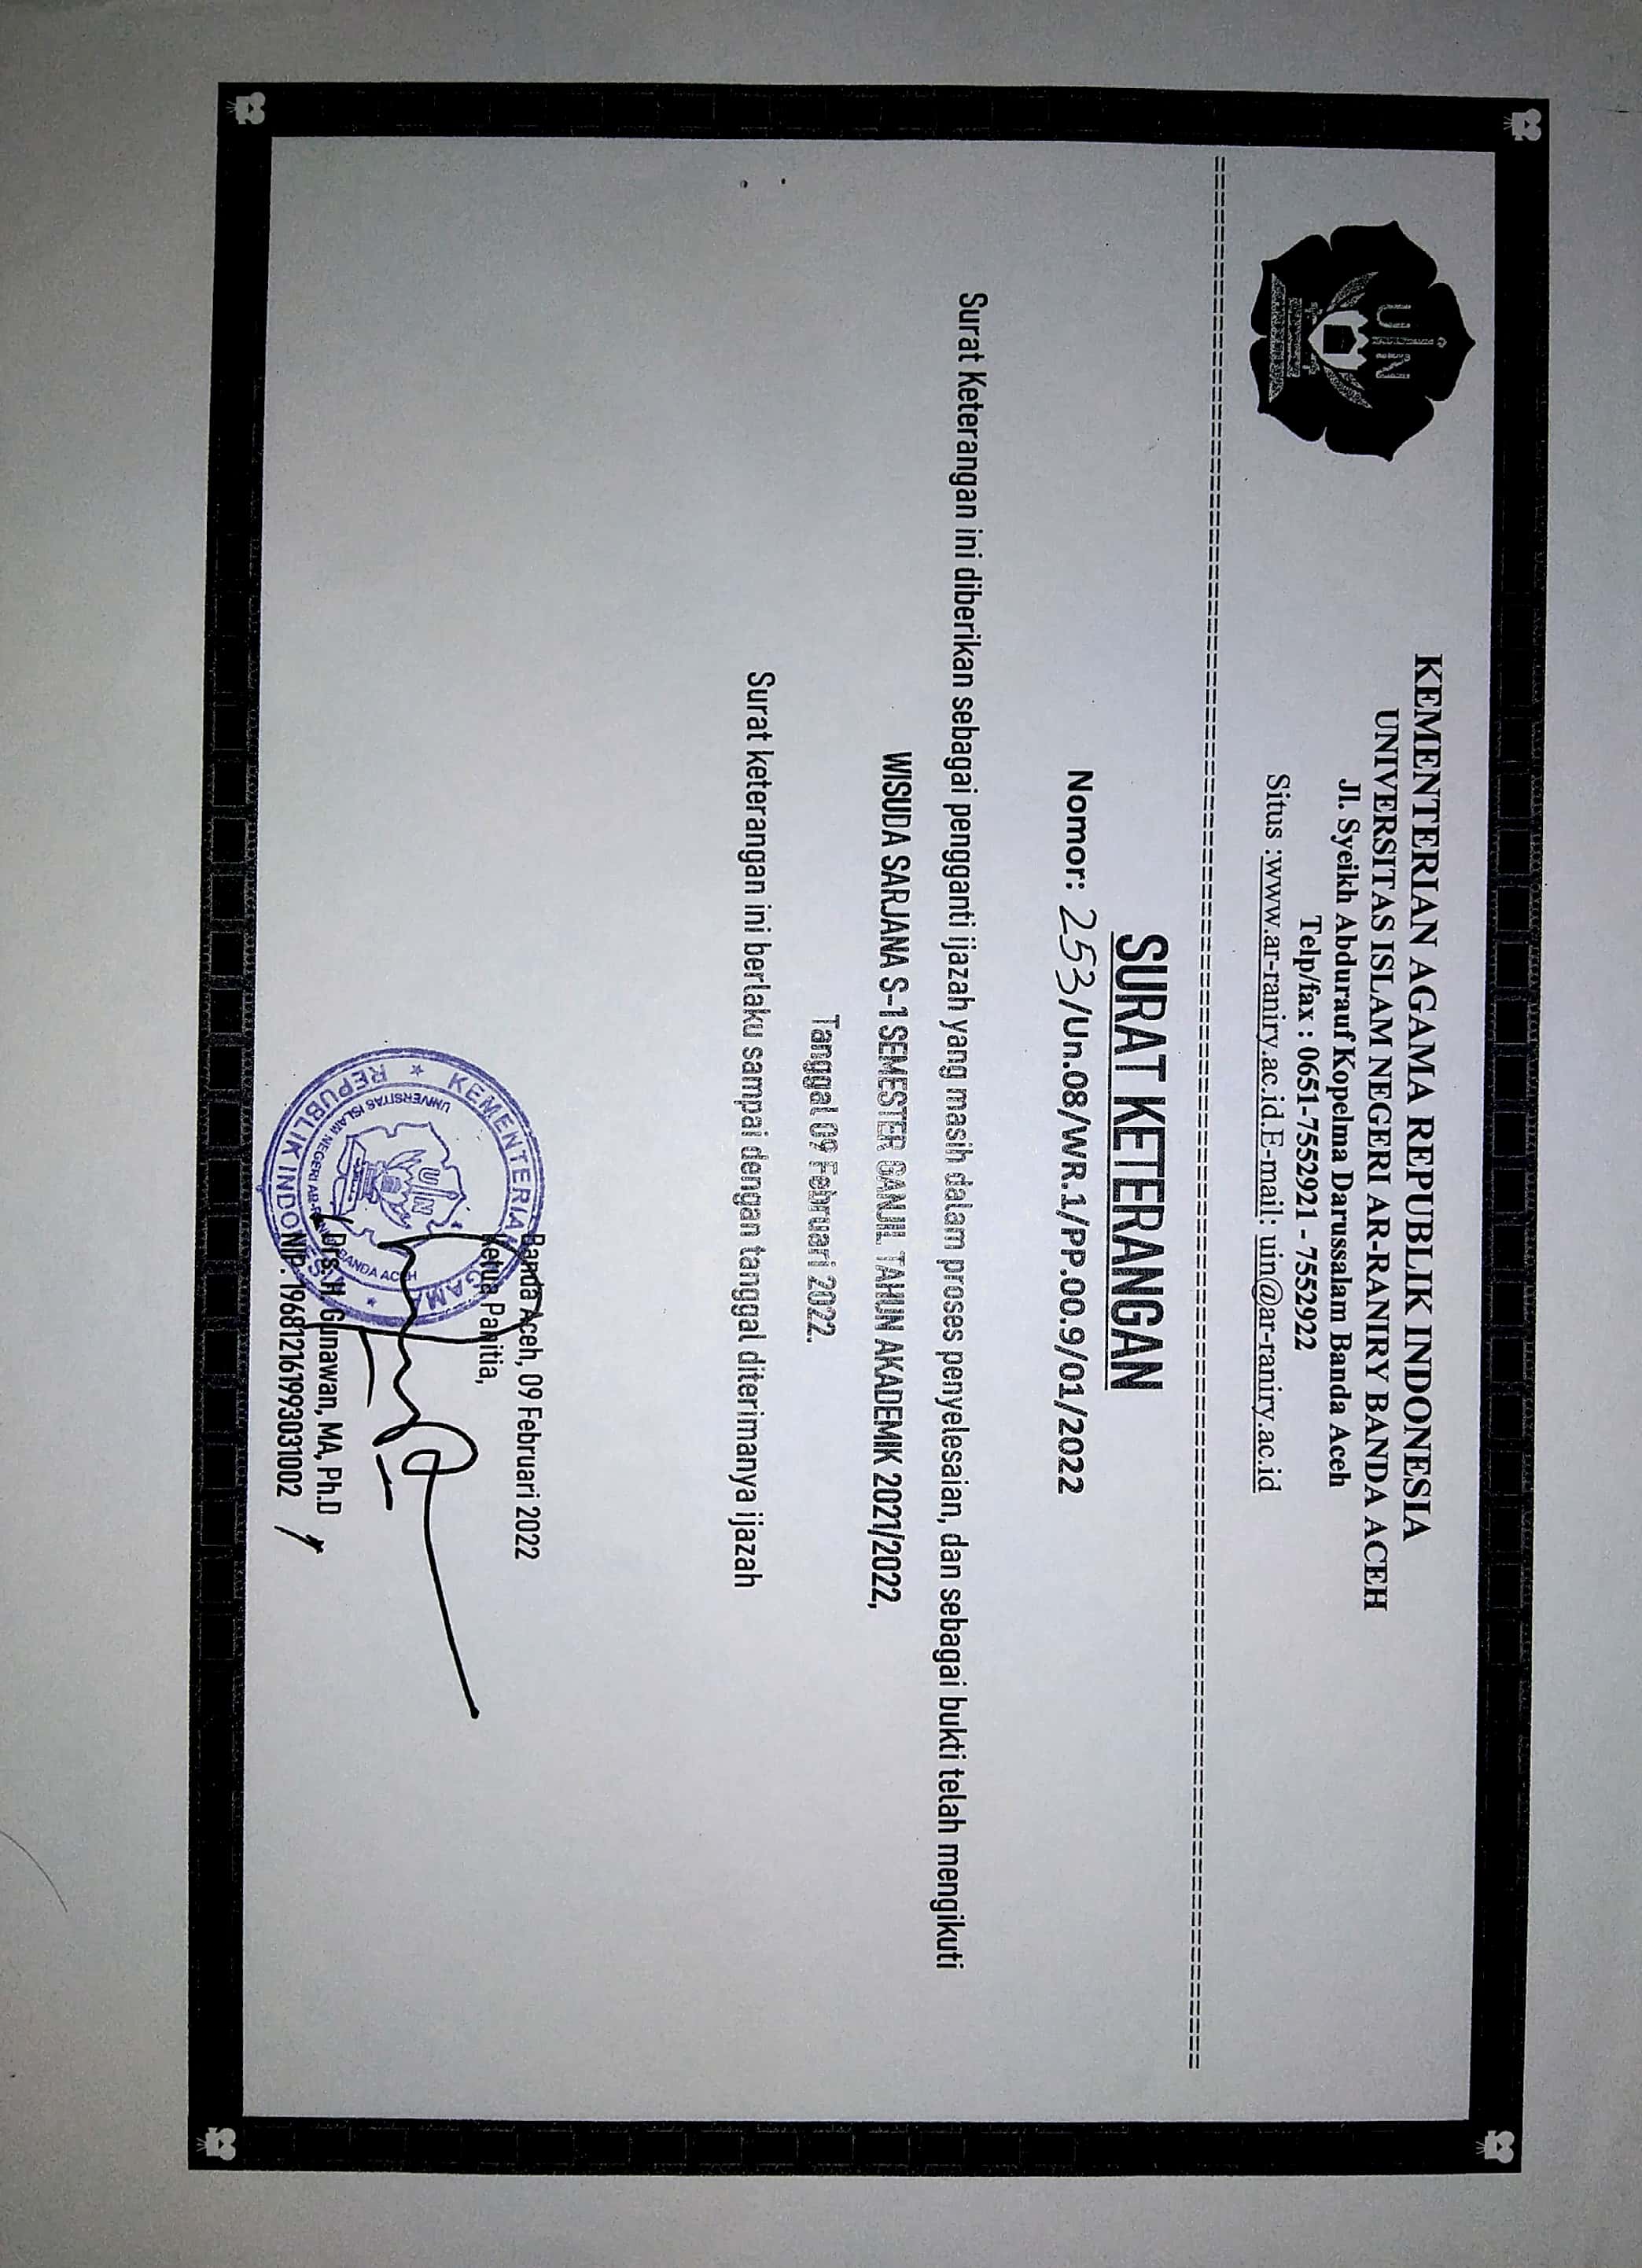 UIN
KEMENTERIAN AGAMA REPUBLIK INDONESIA
UNIVERSITAS ISLAM NEGERI AR-RANIRY BANDA ACEH
Jl. Syeikh Abdurauf Kopelma Darussalam Banda Aceh
Telp/fax : 0651-7552921 - 7552922
Situs :www.ar-raniry.ac.id.E-mail: uin@ar-raniry.ac.id
SURAT KETERANGAN
Nomor: 253/Un.08/WR.1/PP.00.9/01/2022
Surat Keterangan ini diberikan sebagai pengganti ijazah yang masih dalam proses penyelesaian, dan sebagai bukti telah mengikuti
WISUDA SARJANA S-1 SEMESTER GANJIL TAHUN AKADEMIK 2021/2022,
Tanggal 09 Februari 2022.
Surat keterangan ini berlaku sampai dengan tanggal diterimanya ijazah
Banda Aceh, 09 Februari 2022
Ketua Panitia,
KEMENTERIAN AGAMA
REPUBLIK INDONESIA
UNIVERSITAS ISLAM NEGERI AR-RANIRY BANDA ACEH
UIN
Drs. H. Gunawan, MA, Ph.D
NIP. 196812161993031002